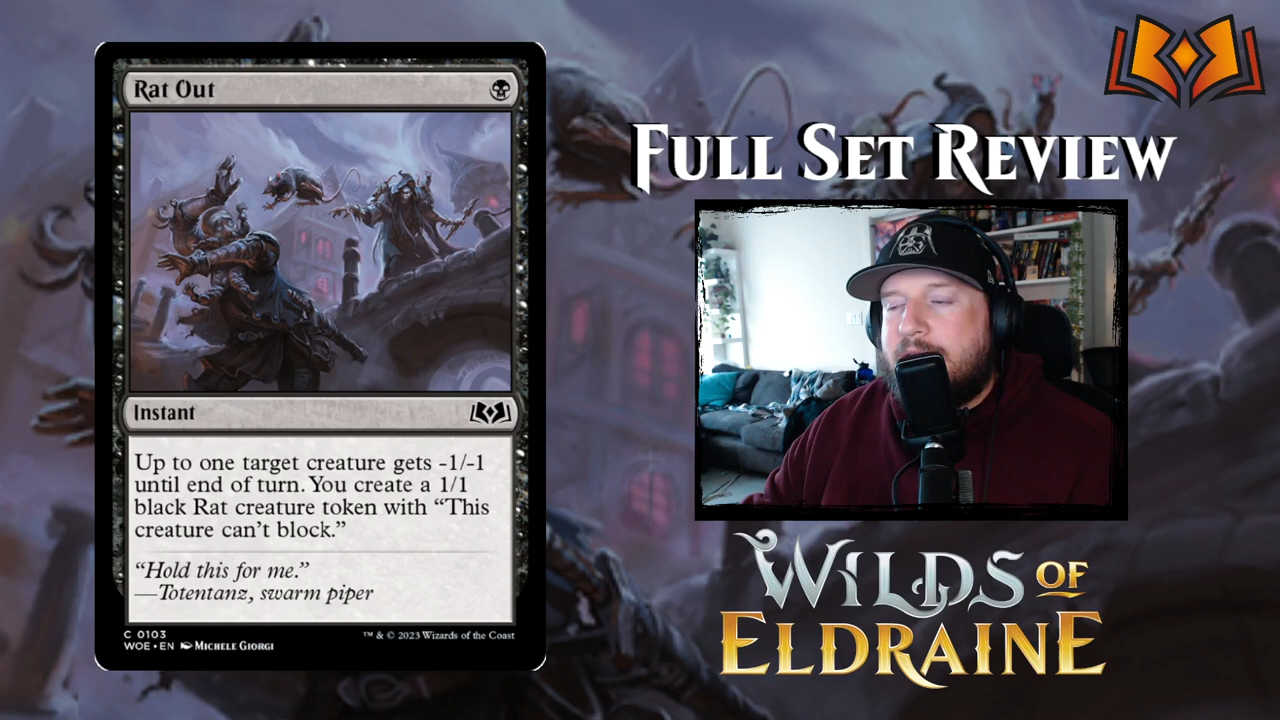 Rat Out
Instant
Up to one target creature gets -1/-1
until end of turn. You create a 1/1
black Rat creature token with “This
creature can’t block.”
“Hold this for me.”
—Totentanz, swarm piper
C 0103
WOE • EN MICHELE GIORGI
™ & © 2023 Wizards of the Coast
FULL SET REVIEW
WILDS OF
ELDRAINE